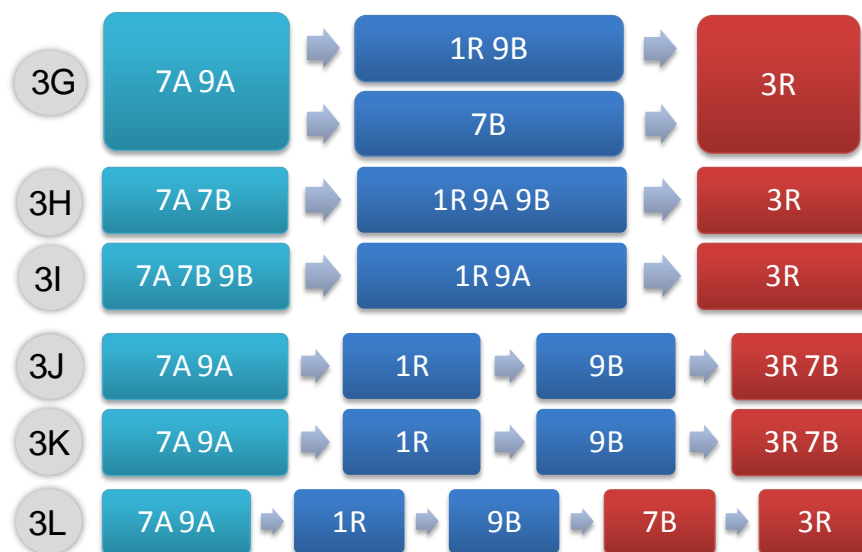 3G 7A 9A 1R 9B 3R
7B
3H 7A 7B 1R 9A 9B 3R
3I 7A 7B 9B 1R 9A 3R
3J 7A 9A 1R 9B 3R 7B
3K 7A 9A 1R 9B 3R 7B
3L 7A 9A 1R 9B 7B 3R